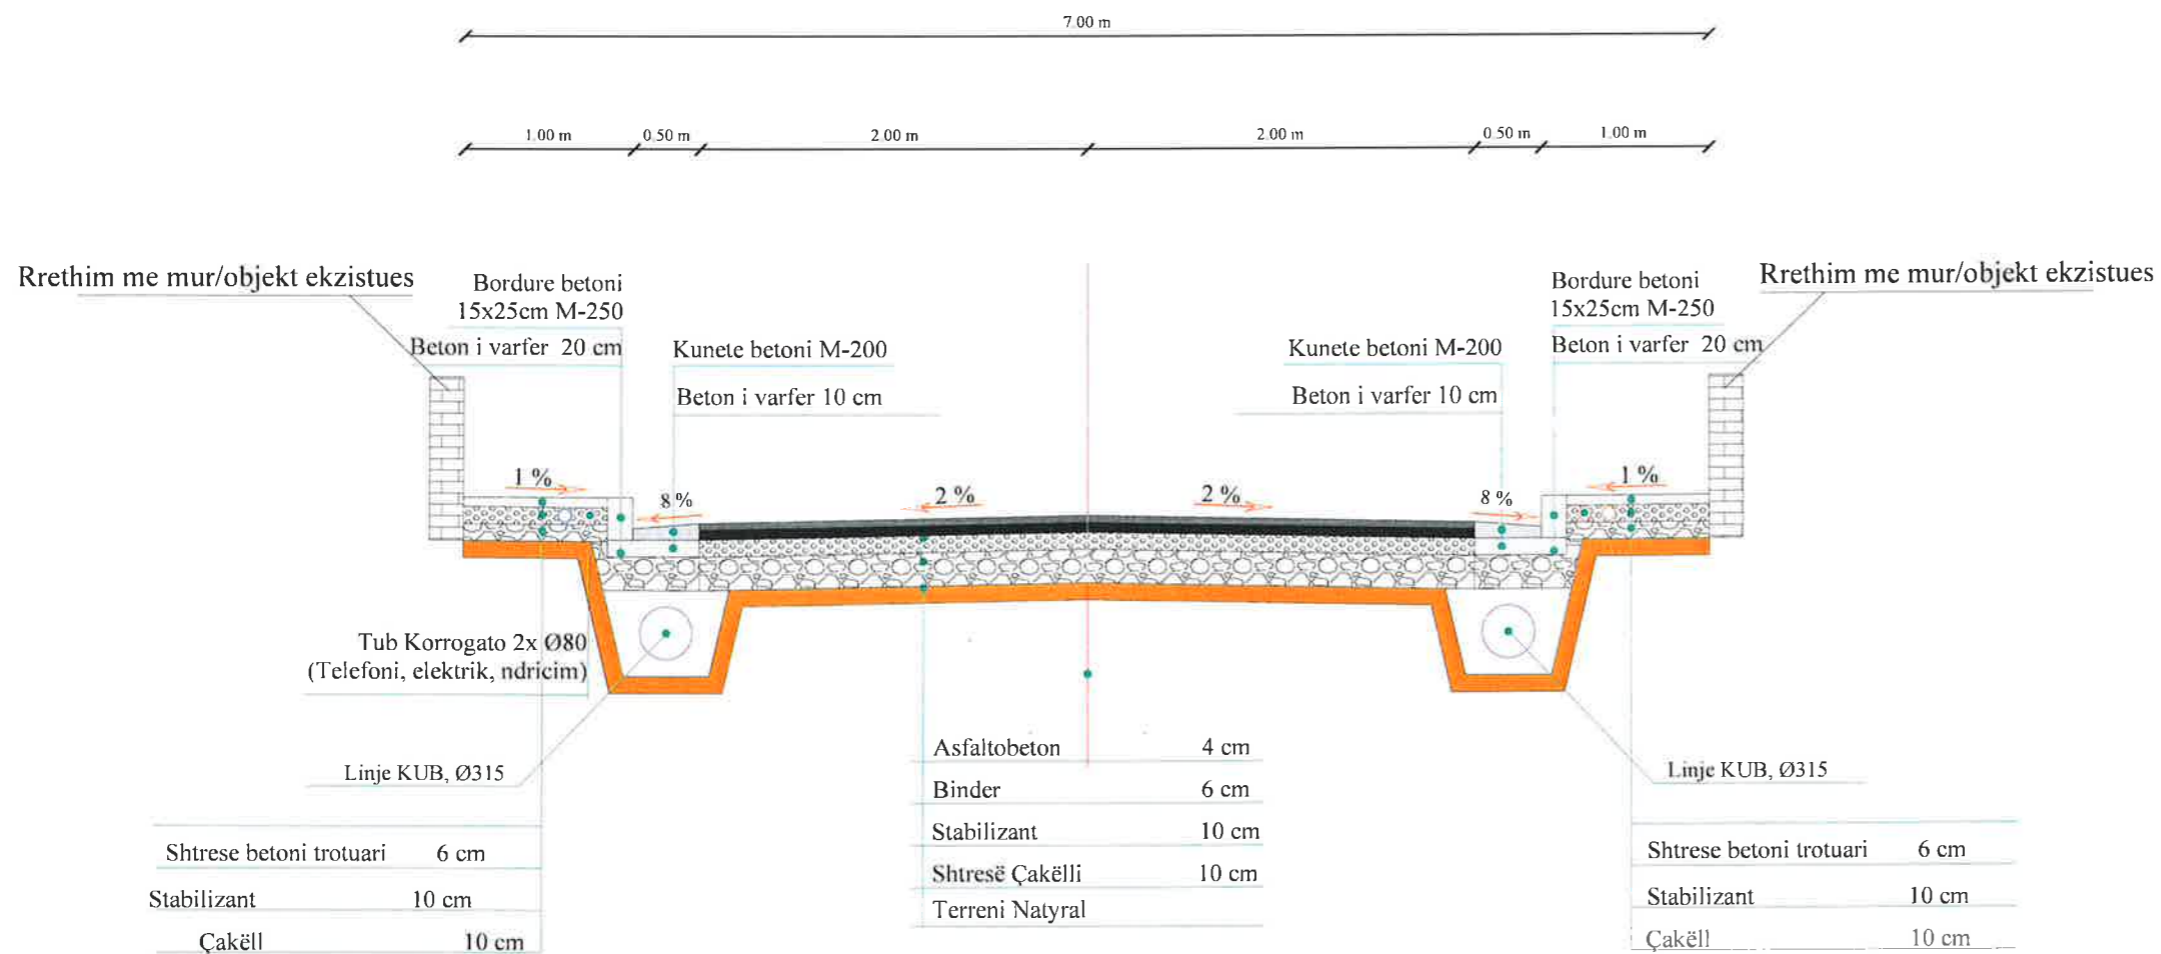 7.00 m
1.00 m 0.50 m 2.00 m 2.00 m 0.50 m 1.00 m
Rrethim me mur/objekt ekzistues
Bordure betoni
15x25cm M-250
Beton i varfer 20 cm
Kunete betoni M-200
Beton i varfer 10 cm
Kunete betoni M-200
Beton i varfer 10 cm
Bordure betoni
15x25cm M-250
Beton i varfer 20 cm
Rrethim me mur/objekt ekzistues
1 % 8 % 2 % 2 % 8 % 1 %
Tub Korrogato 2x Ø80
(Telefoni, elektrik, ndricim)
Linje KUB, Ø315
Linje KUB, Ø315
Shtrese betoni trotuari 6 cm
Stabilizant 10 cm
Çakëll 10 cm
Asfaltobeton 4 cm
Binder 6 cm
Stabilizant 10 cm
Shtresë Çakëlli 10 cm
Terreni Natyral
Shtrese betoni trotuari 6 cm
Stabilizant 10 cm
Çakëll 10 cm